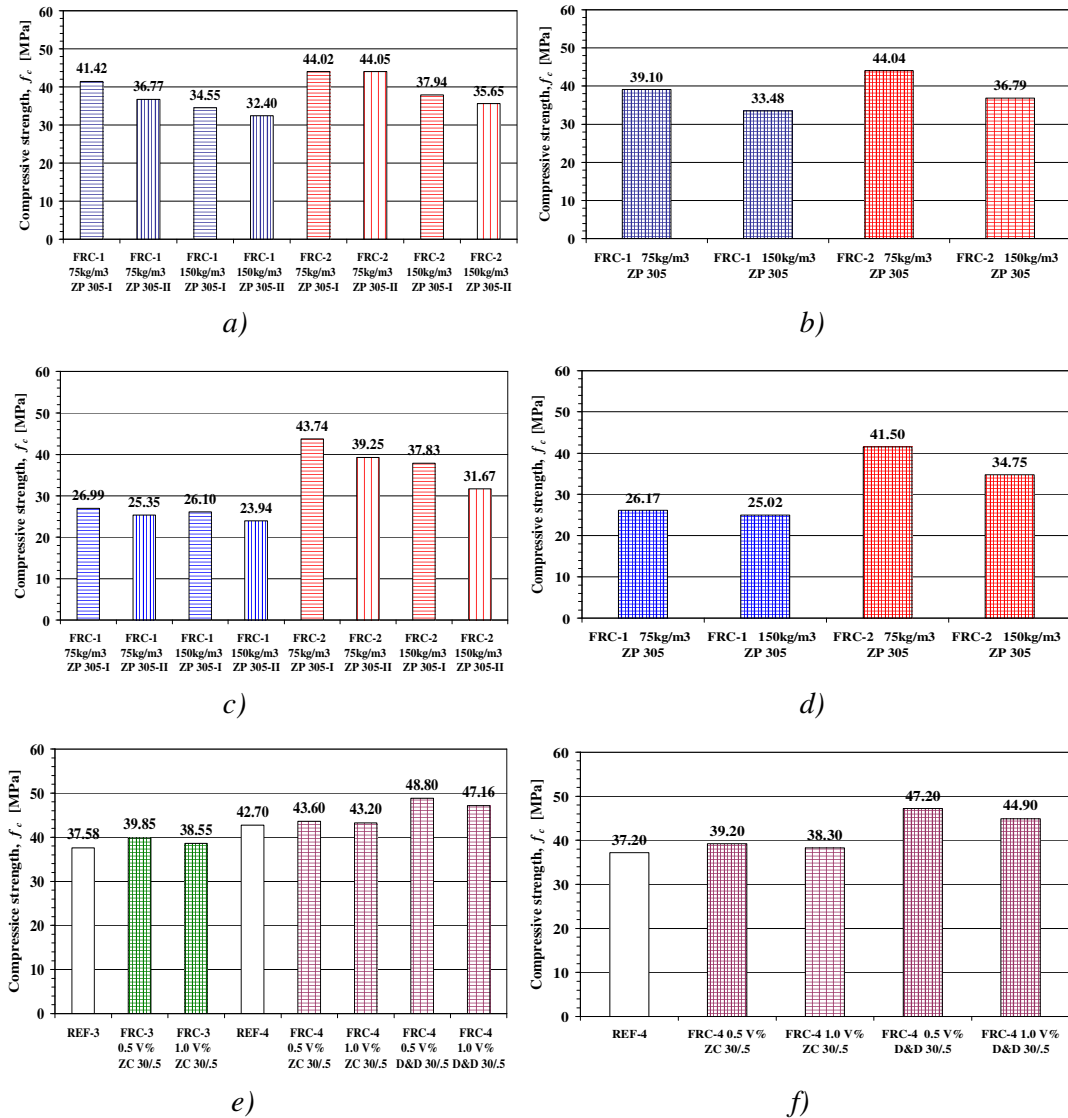 60
50
40
30
20
10
0
Compressive strength, f c [MPa]
41.42
36.77
34.55
32.40
44.02
44.05
37.94
35.65
FRC-1 FRC-1 FRC-1 FRC-1 FRC-2 FRC-2 FRC-2 FRC-2
75kg/m3 75kg/m3 150kg/m3 150kg/m3 75kg/m3 75kg/m3 150kg/m3 150kg/m3
ZP 305-I ZP 305-II ZP 305-I ZP 305-II ZP 305-I ZP 305-II ZP 305-I ZP 305-II
a)
60
50
40
30
20
10
0
Compressive strength, f c [MPa]
39.10
33.48
44.04
36.79
FRC-1 75kg/m3 FRC-1 150kg/m3 FRC-2 75kg/m3 FRC-2 150kg/m3
ZP 305 ZP 305 ZP 305 ZP 305
b)
60
50
40
30
20
10
0
Compressive strength, f c [MPa]
26.99
25.35
26.10
23.94
43.74
39.25
37.83
31.67
FRC-1 FRC-1 FRC-1 FRC-1 FRC-2 FRC-2 FRC-2 FRC-2
75kg/m3 75kg/m3 150kg/m3 150kg/m3 75kg/m3 75kg/m3 150kg/m3 150kg/m3
ZP 305-I ZP 305-II ZP 305-I ZP 305-II ZP 305-I ZP 305-II ZP 305-I ZP 305-II
c)
60
50
40
30
20
10
0
Compressive strength, f c [MPa]
26.17
25.02
41.50
34.75
FRC-1 75kg/m3 FRC-1 150kg/m3 FRC-2 75kg/m3 FRC-2 150kg/m3
ZP 305 ZP 305 ZP 305 ZP 305
d)
60
50
40
30
20
10
0
Compressice strength, f c [MPa]
37.58
39.85
38.55
42.70
43.60
43.20
48.80
47.16
REF-3 FRC-3 FRC-3 REF-4 FRC-4 FRC-4 FRC-4 FRC-4
0.5 V% 1.0 V% 0.5 V% 1.0 V% 0.5 V% 1.0 V%
ZC 30/.5 ZC 30/.5 ZC 30/.5 ZC 30/.5 D&D 30/.5 D&D 30/.5
e)
60
50
40
30
20
10
0
Compressive strength, f c [MPa]
37.20
39.20
38.30
47.20
44.90
REF-4 FRC-4 0.5 V% FRC-4 1.0 V% FRC-4 0.5 V% FRC-4 1.0 V%
ZC 30/.5 ZC 30/.5 D&D 30/.5 D&D 30/.5
f)